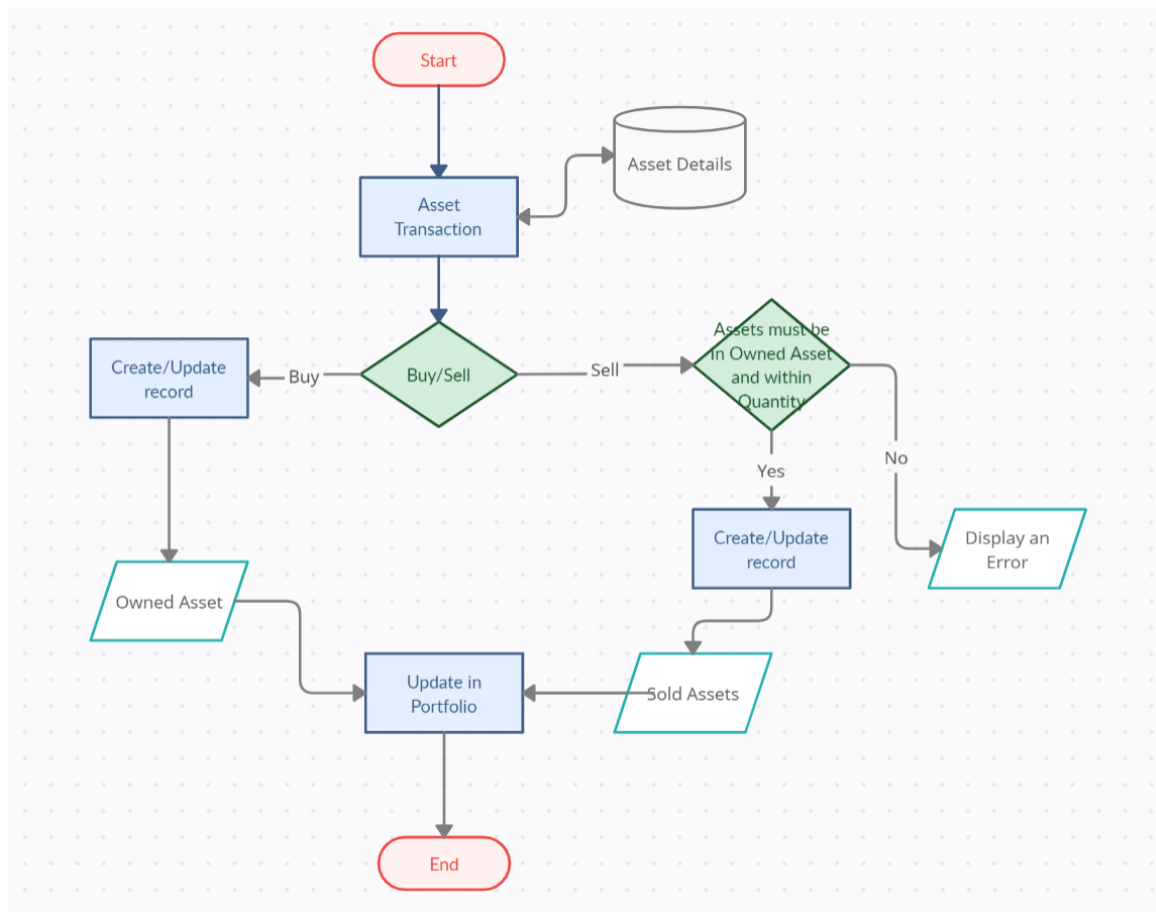 Start
Asset Details
Asset
Transaction
Assets must be
in Owned Asset
and within
Quantity
Create/Update
record
Buy
Buy/Sell
Sell
No
Yes
Create/Update
record
Display an
Error
Owned Asset
Update in
Portfolio
Sold Assets
End